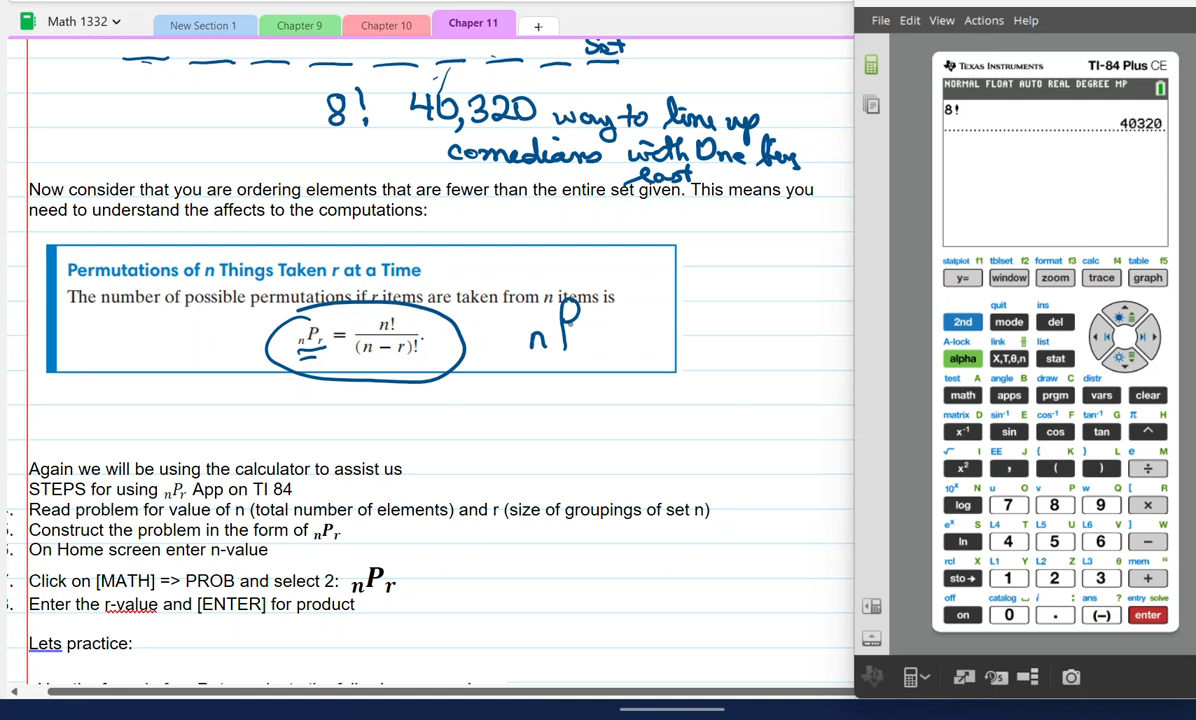 Math 1332
New Section 1
Chapter 9
Chapter 10
Chaper 11
+
Set
8! 40,320 way to line up
comedians with One
last
Now consider that you are ordering elements that are fewer than the entire set given. This means you
need to understand the affects to the computations:
Permutations of n Things Taken r at a Time
The number of possible permutations if r items are taken from n items is
nPr = n! / (n − r)!.
nP
Again we will be using the calculator to assist us
STEPS for using nPr App on TI 84
Read problem for value of n (total number of elements) and r (size of groupings of set n)
Construct the problem in the form of nPr
On Home screen enter n-value
Click on [MATH] => PROB and select 2: nPr
Enter the r-value and [ENTER] for product
Lets practice:
File Edit View Actions Help
TEXAS INSTRUMENTS TI-84 Plus CE
NORMAL FLOAT AUTO REAL DEGREE MP
8!
40320
statplot f1 tblset f2 format f3 calc f4 table f5
y= window zoom trace graph
quit ins
2nd mode del
A-lock link list
alpha X,T,θ,n stat
test A angle B draw C distr
math apps prgm vars clear
matrix D sin-1 E cos-1 F tan-1 G π H
x-1 sin cos tan ^
√ I EE J { K } L e M
x2 , ( ) ÷
10x N u O v P w Q [ R
log 7 8 9 ×
ex S L4 T L5 U L6 V ] W
ln 4 5 6 −
rcl X L1 Y L2 Z L3 θ mem "
sto→ 1 2 3 +
off catalog i : ans ? entry solve
on 0 . (−) enter